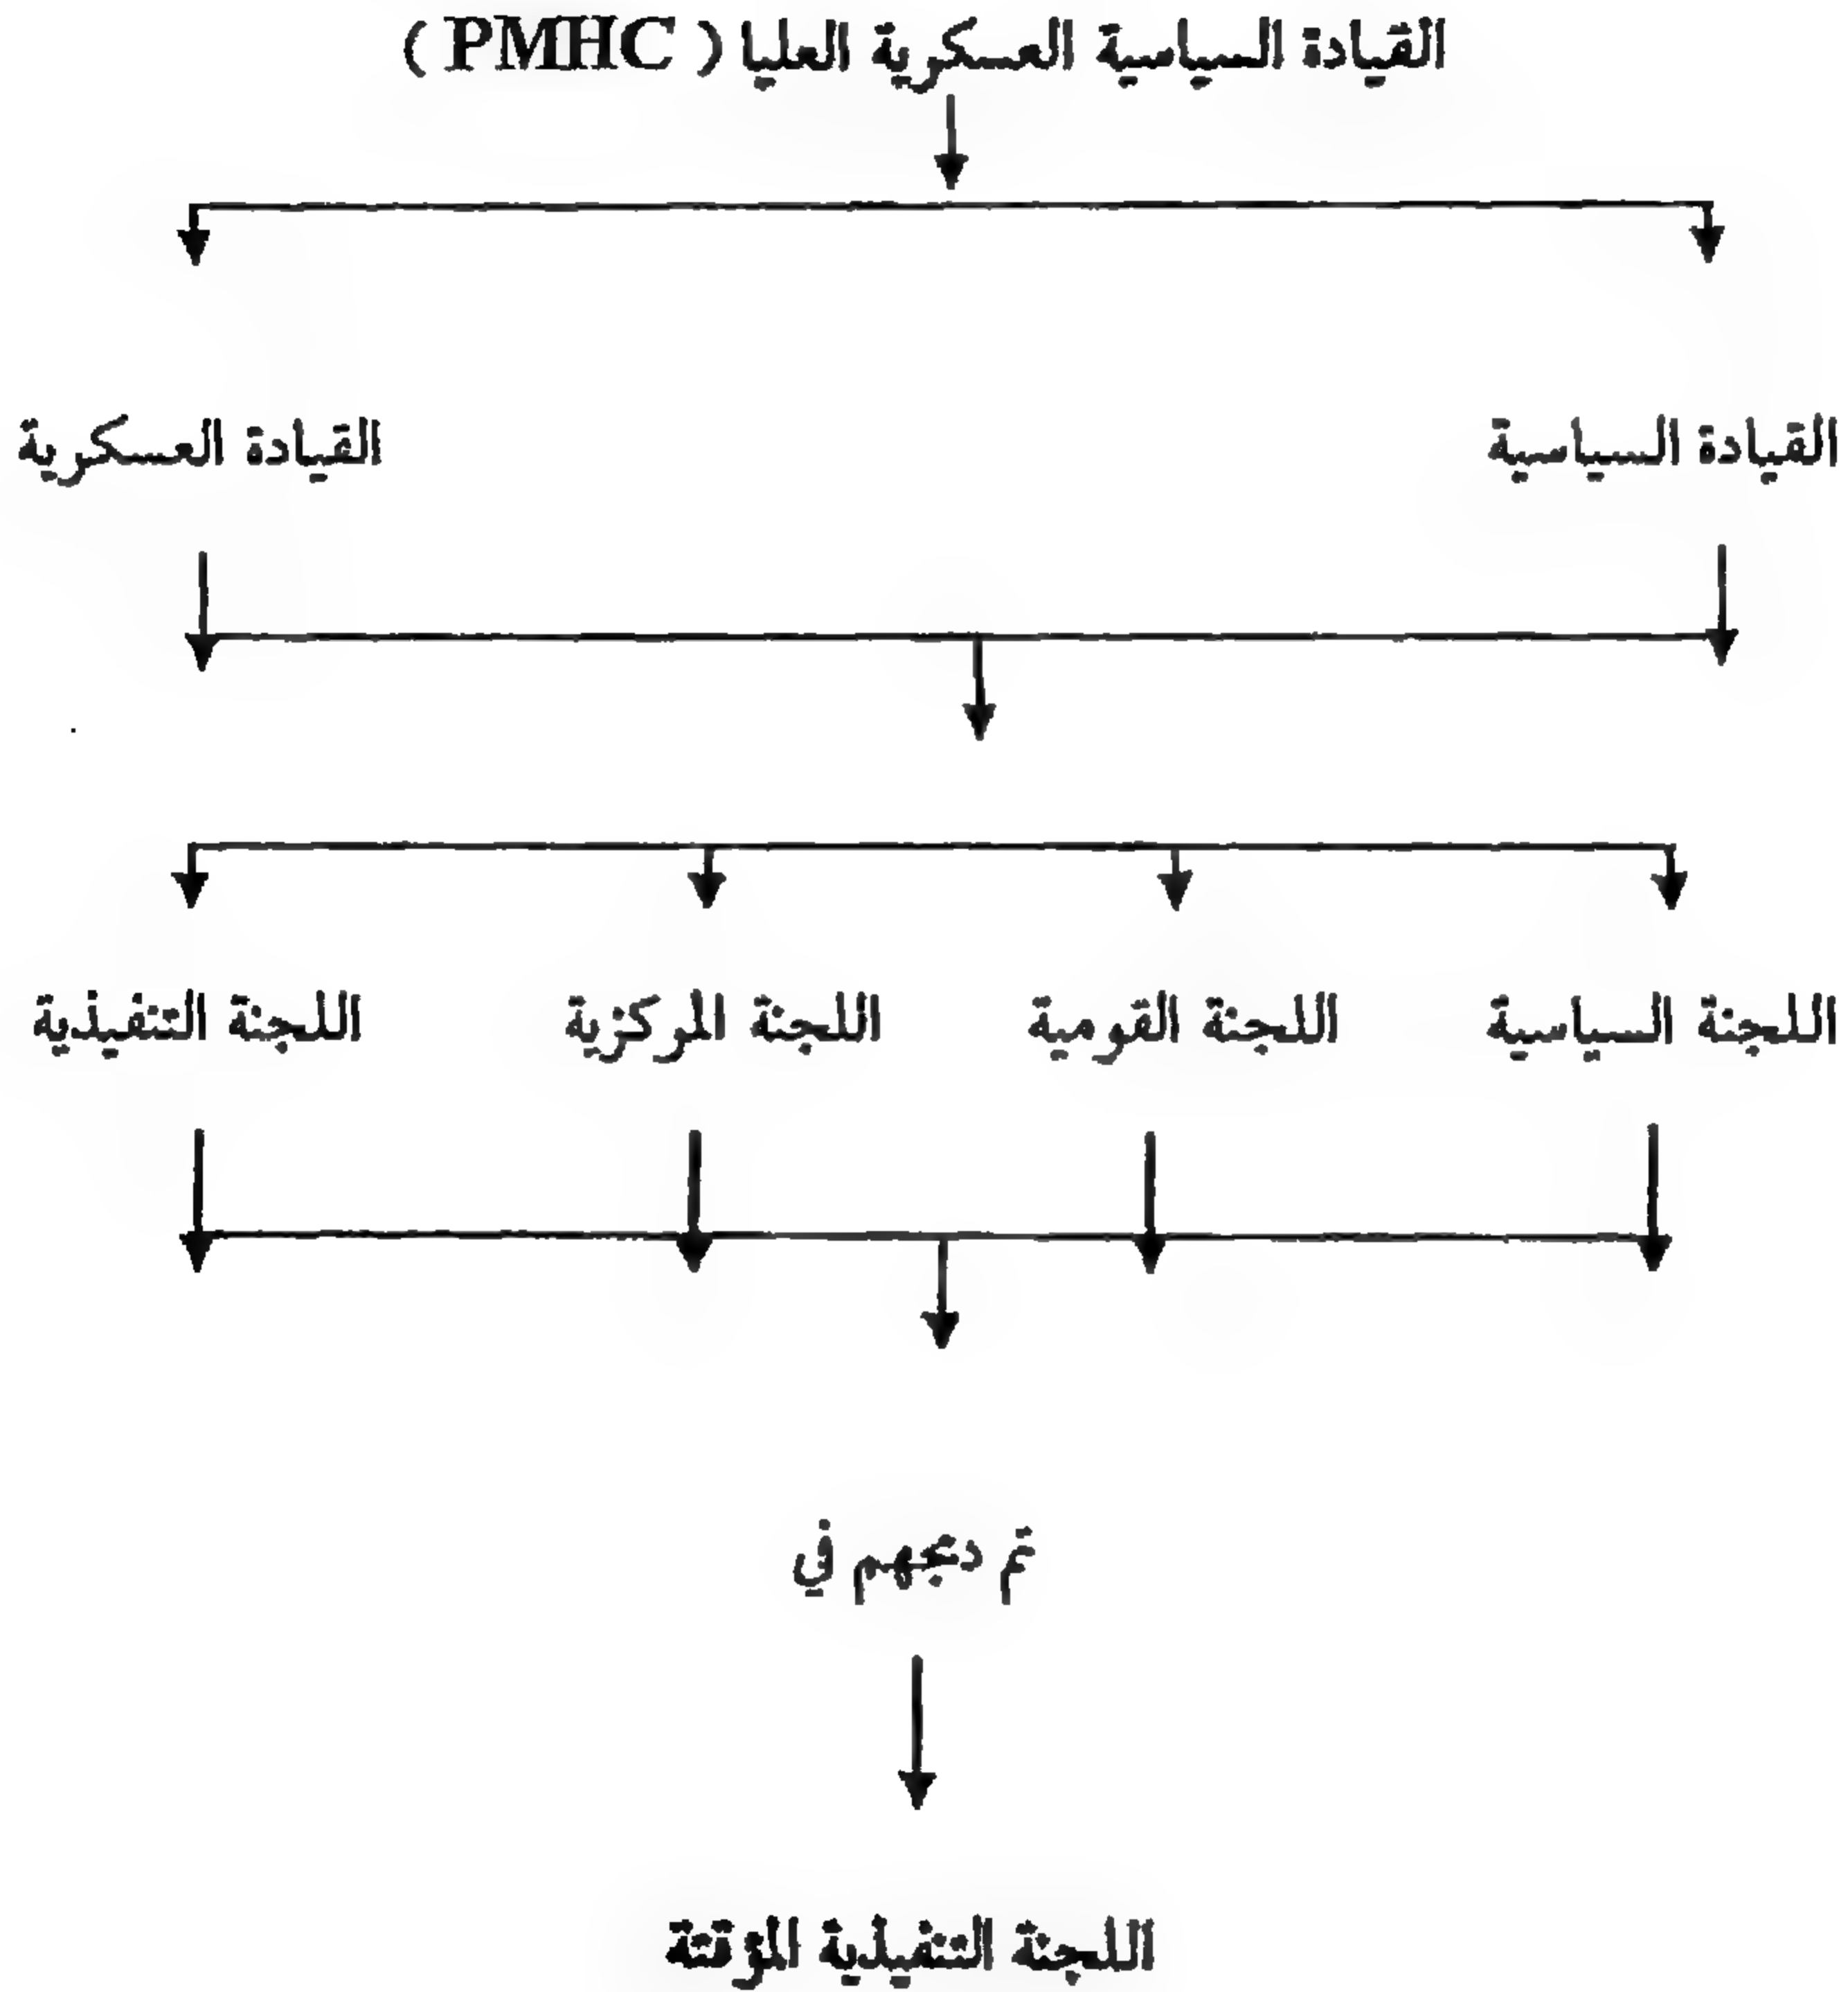 القيادة السياسية العسكرية العليا ( PMHC )
القيادة السياسية القيادة العسكرية
اللجنة السياسية اللجنة القومية اللجنة المركزية اللجنة التنفيذية
تم دمجهم في
اللجنة التنفيذية المؤقتة